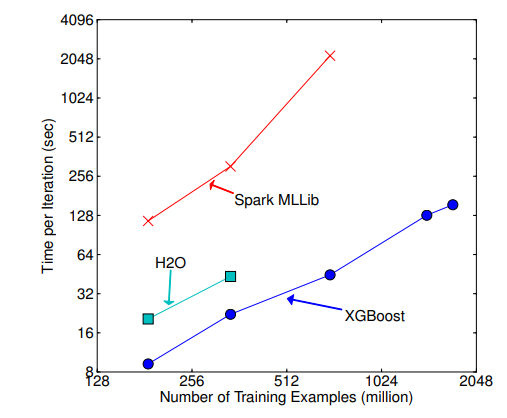 4096
2048
1024
512
256
128
64
32
16
8
Time per Iteration (sec)
Spark MLLib
H2O
XGBoost
128 256 512 1024 2048
Number of Training Examples (million)